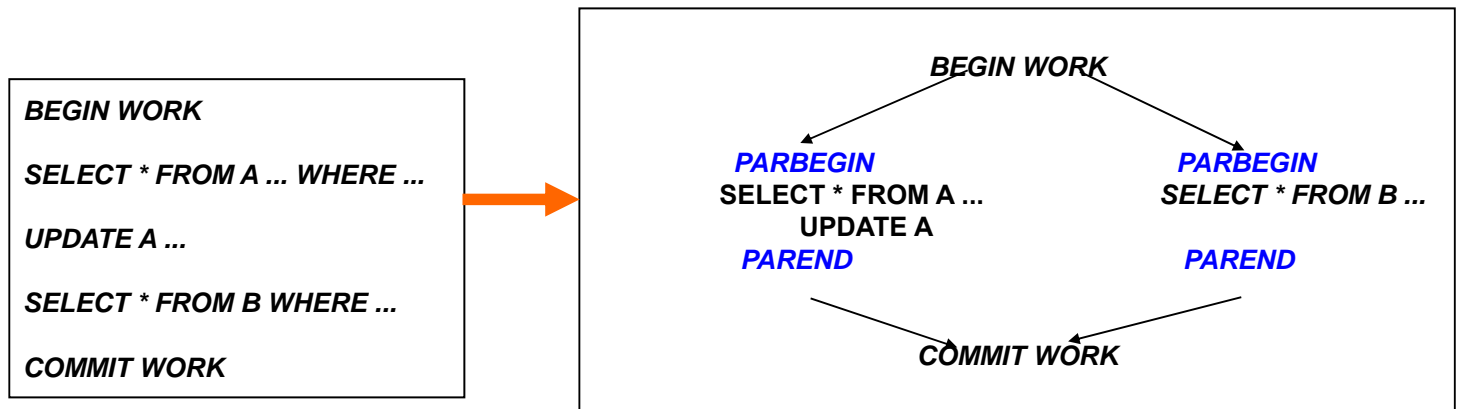 BEGIN WORK
SELECT * FROM A ... WHERE ...
UPDATE A ...
SELECT * FROM B WHERE ...
COMMIT WORK
BEGIN WORK
PARBEGIN
SELECT * FROM A ...
UPDATE A
PAREND
PARBEGIN
SELECT * FROM B ...
PAREND
COMMIT WORK